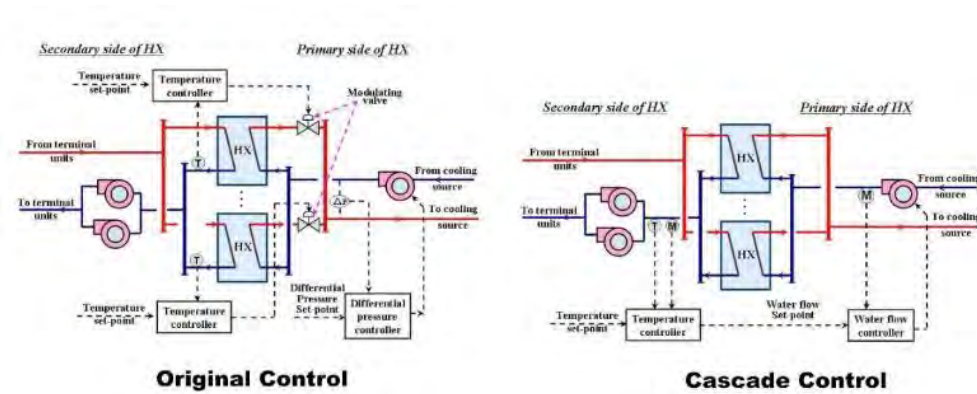 Secondary side of HX
Primary side of HX
Temperature
set-point
Temperature
controller
Modulating
valve
HX
From terminal
units
T
From cooling
source
To terminal
units
To cooling
source
HX
T
Temperature
set-point
Temperature
controller
Differential
Pressure
Set-point
Differential
pressure
controller
Original Control
Secondary side of HX
Primary side of HX
HX
From terminal
units
From cooling
source
M
To terminal
units
To cooling
source
T
M
HX
Temperature
set-point
Temperature
controller
Water flow
Set-point
Water flow
controller
Cascade Control